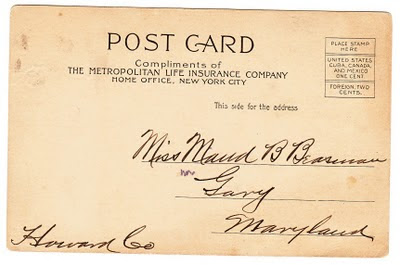 POST CARD
Compliments of
THE METROPOLITAN LIFE INSURANCE COMPANY
HOME OFFICE, NEW YORK CITY
PLACE STAMP
HERE
UNITED STATES
CUBA, CANADA,
AND MEXICO
ONE CENT.
FOREIGN, TWO
CENTS.
This side for the address
Miss Maud B
Gary
Maryland
Howard Co